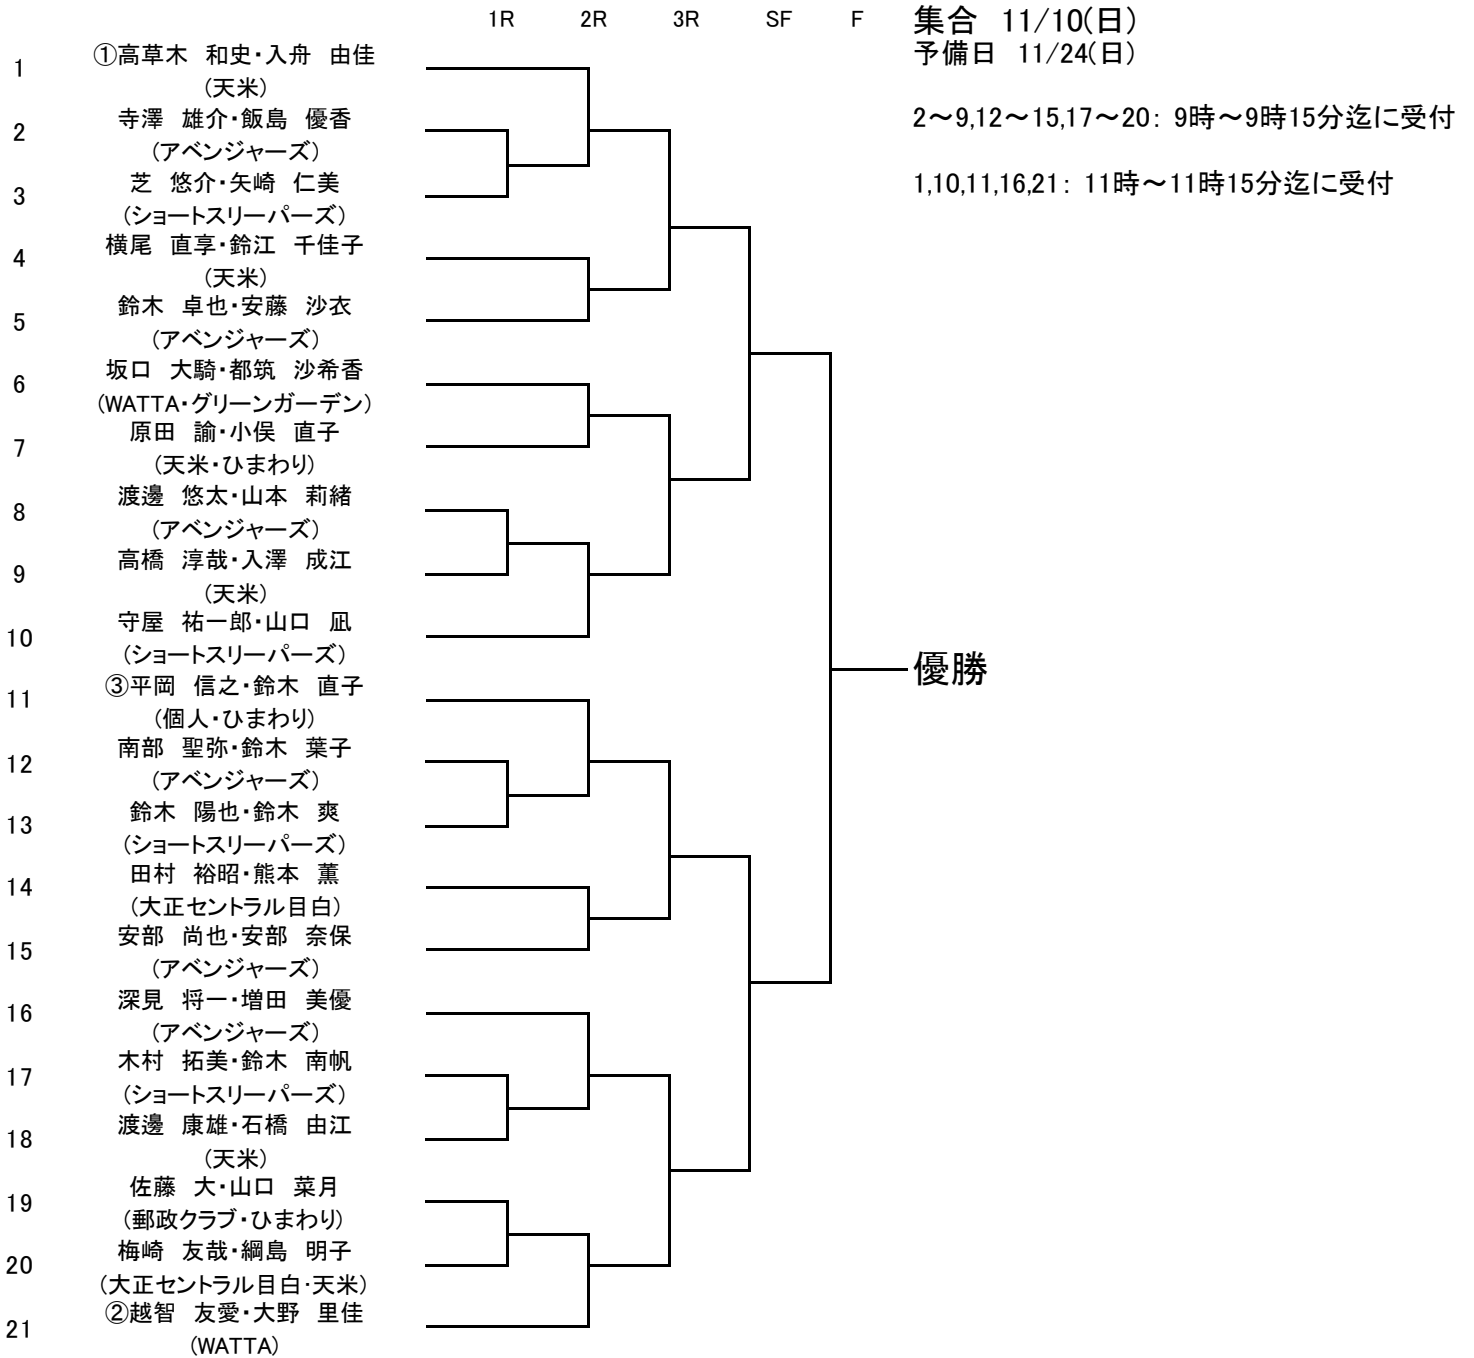 1R 2R 3R SF F 集合 11/10(日)
予備日 11/24(日)
2～9,12～15,17～20： 9時～9時15分迄に受付
1,10,11,16,21： 11時～11時15分迄に受付
1 ①高草木 和史・入舟 由佳
(天米)
2 寺澤 雄介・飯島 優香
(アベンジャーズ)
3 芝 悠介・矢崎 仁美
(ショートスリーパーズ)
4 横尾 直享・鈴江 千佳子
(天米)
5 鈴木 卓也・安藤 沙衣
(アベンジャーズ)
6 坂口 大騎・都筑 沙希香
(WATTA・グリーンガーデン)
7 原田 諭・小俣 直子
(天米・ひまわり)
8 渡邊 悠太・山本 莉緒
(アベンジャーズ)
9 高橋 淳哉・入澤 成江
(天米)
10 守屋 祐一郎・山口 凪
(ショートスリーパーズ)
優勝
11 ③平岡 信之・鈴木 直子
(個人・ひまわり)
12 南部 聖弥・鈴木 葉子
(アベンジャーズ)
13 鈴木 陽也・鈴木 爽
(ショートスリーパーズ)
14 田村 裕昭・熊本 薫
(大正セントラル目白)
15 安部 尚也・安部 奈保
(アベンジャーズ)
16 深見 将一・増田 美優
(アベンジャーズ)
17 木村 拓美・鈴木 南帆
(ショートスリーパーズ)
18 渡邊 康雄・石橋 由江
(天米)
19 佐藤 大・山口 菜月
(郵政クラブ・ひまわり)
20 梅崎 友哉・綱島 明子
(大正セントラル目白・天米)
21 ②越智 友愛・大野 里佳
(WATTA)